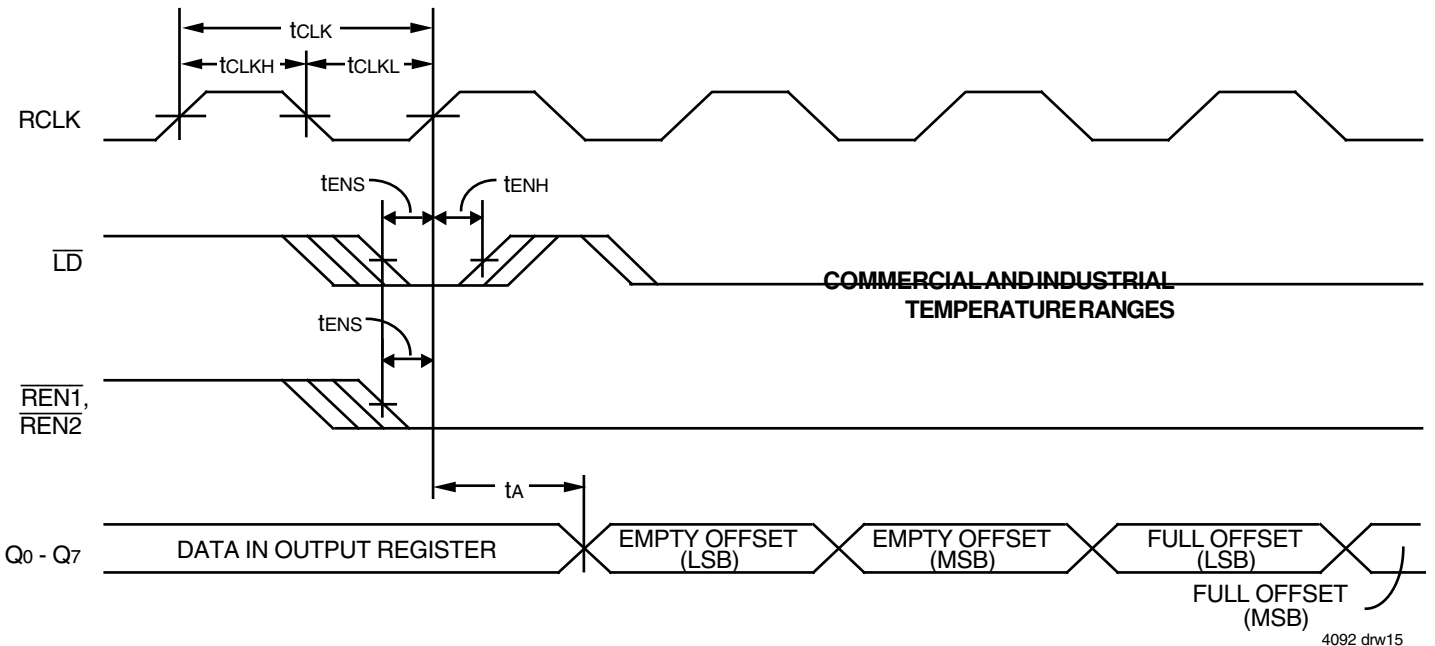 tCLK
tCLKH tCLKL
RCLK
tENS tENH
LD
COMMERCIAL AND INDUSTRIAL
TEMPERATURE RANGES
tENS
REN1,
REN2
tA
Q0 - Q7
DATA IN OUTPUT REGISTER
EMPTY OFFSET
(LSB)
EMPTY OFFSET
(MSB)
FULL OFFSET
(LSB)
FULL OFFSET
(MSB)
4092 drw15